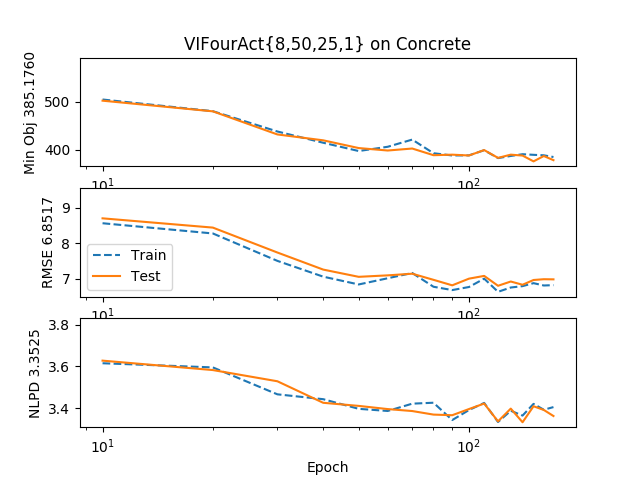 VIFourAct{8,50,25,1} on Concrete
Min Obj 385.1760
500
400
10¹
10²
RMSE 6.8517
9
8
7
Train
Test
10¹
10²
NLPD 3.3525
3.8
3.6
3.4
10¹
10²
Epoch